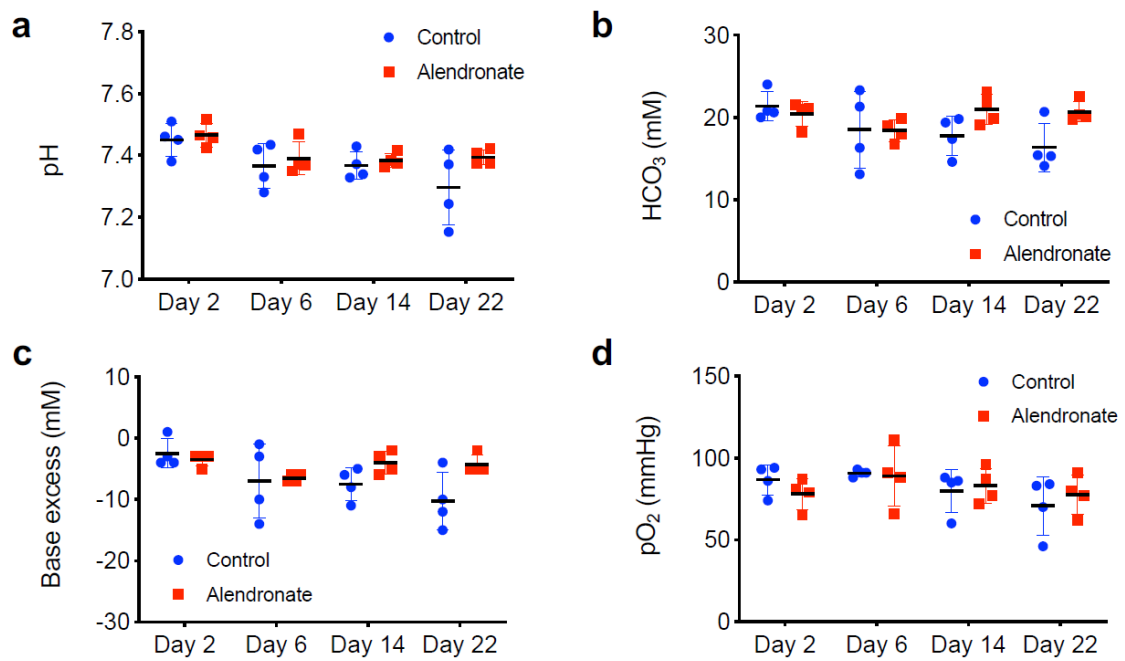 a
7.8
7.6
7.4
7.2
7.0
pH
Control
Alendronate
Day 2 Day 6 Day 14 Day 22
b
30
20
10
0
HCO3 (mM)
Control
Alendronate
Day 2 Day 6 Day 14 Day 22
c
10
0
-10
-20
-30
Base excess (mM)
Control
Alendronate
Day 2 Day 6 Day 14 Day 22
d
150
100
50
0
pO2 (mmHg)
Control
Alendronate
Day 2 Day 6 Day 14 Day 22